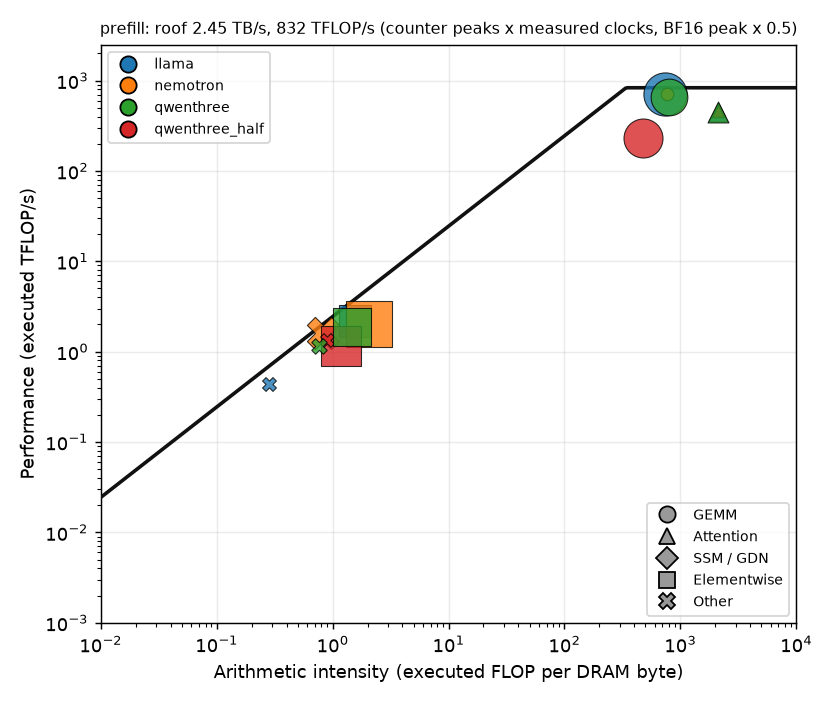 prefill: roof 2.45 TB/s, 832 TFLOP/s (counter peaks x measured clocks, BF16 peak x 0.5)
llama
nemotron
qwenthree
qwenthree_half
10³
10²
10¹
10⁰
10⁻¹
10⁻²
10⁻³
Performance (executed TFLOP/s)
GEMM
Attention
SSM / GDN
Elementwise
Other
10⁻² 10⁻¹ 10⁰ 10¹ 10² 10³ 10⁴
Arithmetic intensity (executed FLOP per DRAM byte)